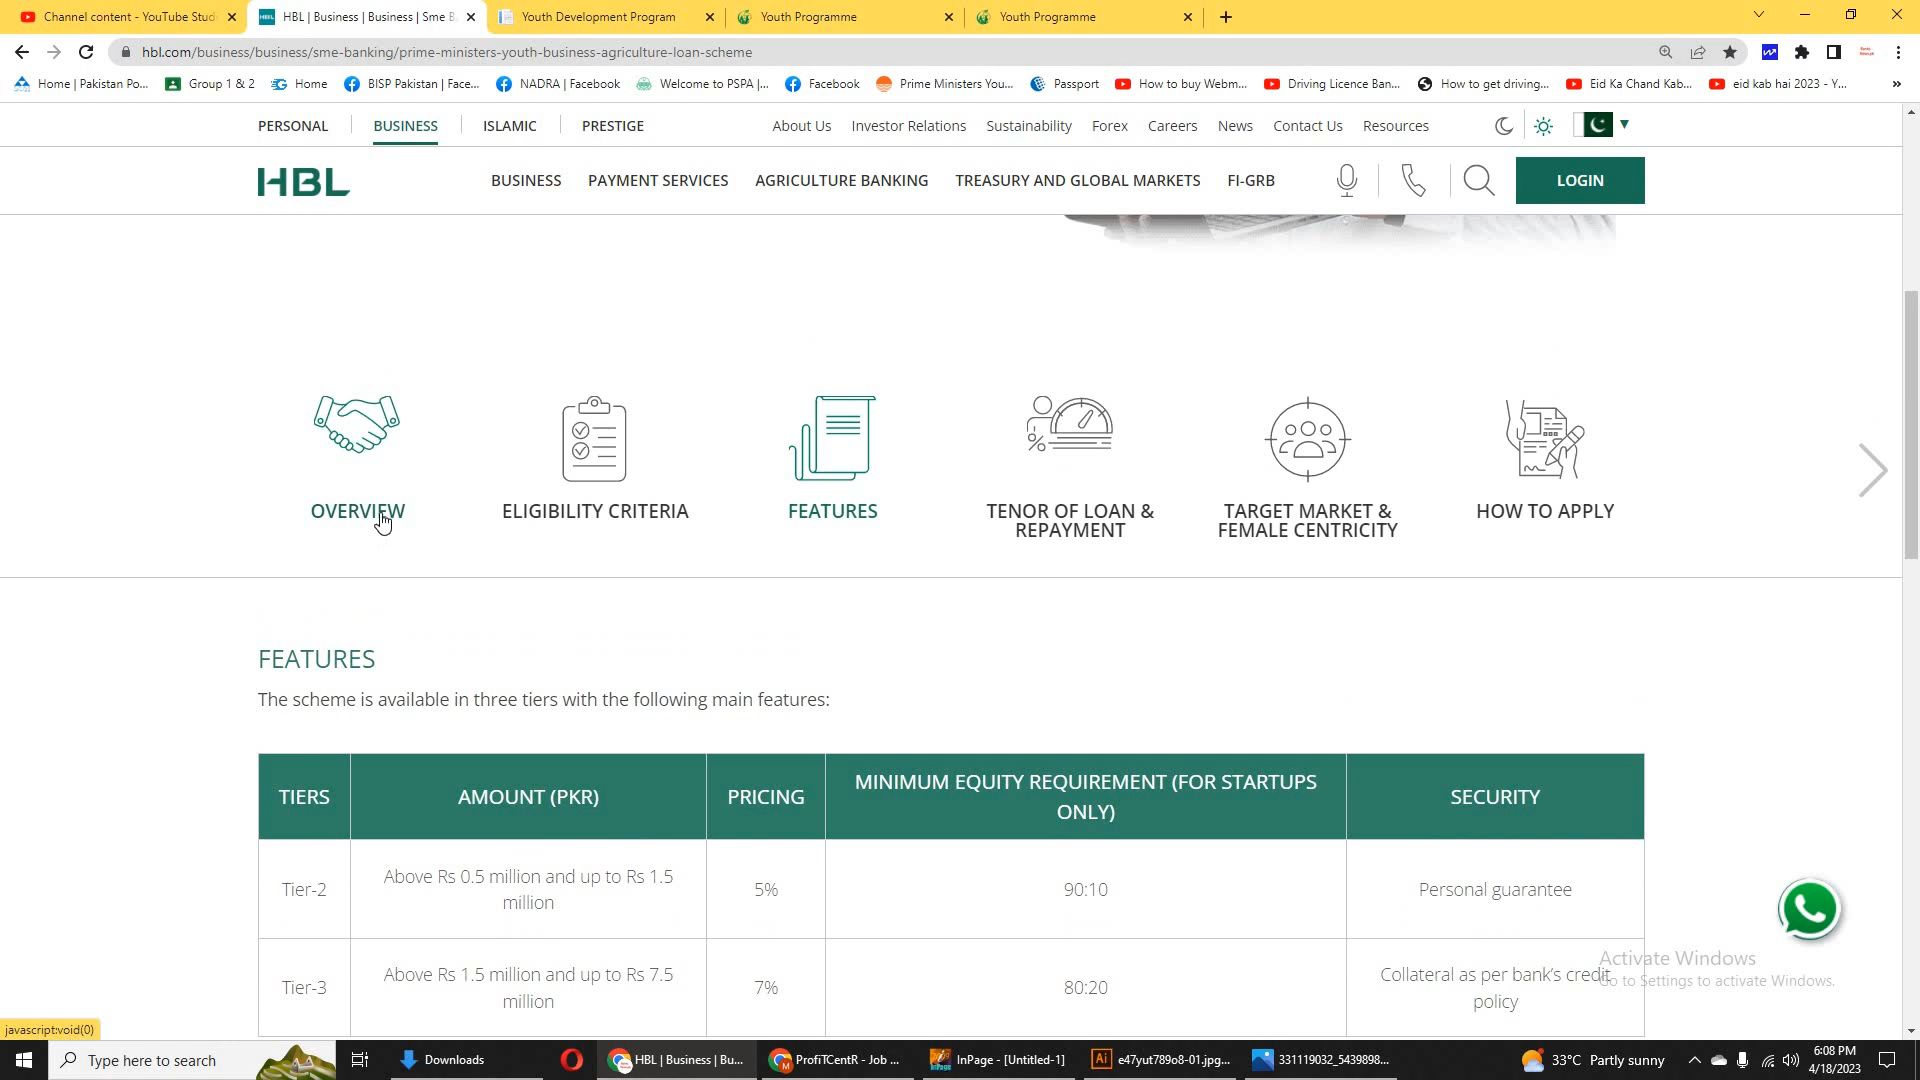 Channel content - YouTube Stud
HBL | Business | Business | Sme B
Youth Development Program
Youth Programme
Youth Programme
hbl.com/business/business/sme-banking/prime-ministers-youth-business-agriculture-loan-scheme
Home | Pakistan Po...
Group 1 & 2
Home
BISP Pakistan | Face...
NADRA | Facebook
Welcome to PSPA |...
Facebook
Prime Ministers You...
Passport
How to buy Webm...
Driving Licence Ban...
How to get driving...
Eid Ka Chand Kab...
eid kab hai 2023 - Y...
»
PERSONAL
BUSINESS
ISLAMIC
PRESTIGE
About Us
Investor Relations
Sustainability
Forex
Careers
News
Contact Us
Resources
HBL
BUSINESS
PAYMENT SERVICES
AGRICULTURE BANKING
TREASURY AND GLOBAL MARKETS
FI-GRB
LOGIN
OVERVIEW
ELIGIBILITY CRITERIA
FEATURES
TENOR OF LOAN &
REPAYMENT
TARGET MARKET &
FEMALE CENTRICITY
HOW TO APPLY
FEATURES
The scheme is available in three tiers with the following main features:
TIERS
AMOUNT (PKR)
PRICING
MINIMUM EQUITY REQUIREMENT (FOR STARTUPS
ONLY)
SECURITY
Tier-2
Above Rs 0.5 million and up to Rs 1.5
million
5%
90:10
Personal guarantee
Tier-3
Above Rs 1.5 million and up to Rs 7.5
million
7%
80:20
Collateral as per bank's credit
policy
Activate Windows
Go to Settings to activate Windows.
javascript:void(0)
Type here to search
Downloads
HBL | Business | Bu...
ProfiTCentR - Job ...
InPage - [Untitled-1]
e47yut789o8-01.jpg...
331119032_5439898...
33°C Partly sunny
6:08 PM
4/18/2023